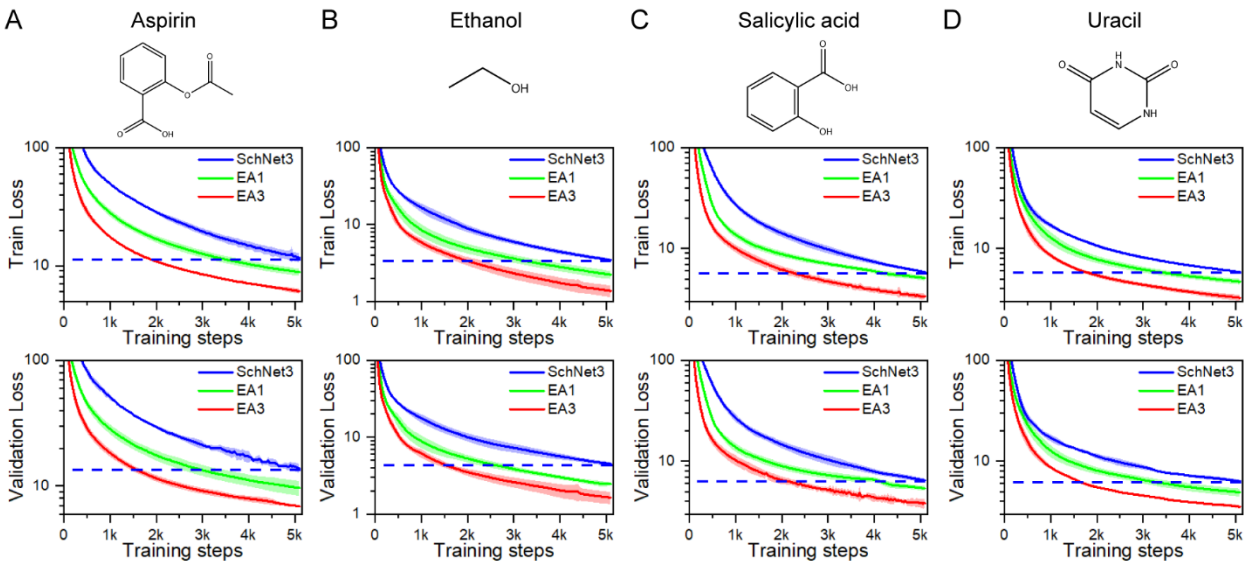 A Aspirin B Ethanol C Salicylic acid D Uracil
O O O OH
OH
O OH OH
H N O O NH
Train Loss 100 10 SchNet3 EA1 EA3 0 1k 2k 3k 4k 5k Training steps
Train Loss 100 10 1 SchNet3 EA1 EA3 0 1k 2k 3k 4k 5k Training steps
Train Loss 100 10 SchNet3 EA1 EA3 0 1k 2k 3k 4k 5k Training steps
Train Loss 100 10 SchNet3 EA1 EA3 0 1k 2k 3k 4k 5k Training steps
Validation Loss 100 10 SchNet3 EA1 EA3 0 1k 2k 3k 4k 5k Training steps
Validation Loss 100 10 1 SchNet3 EA1 EA3 0 1k 2k 3k 4k 5k Training steps
Validation Loss 100 10 SchNet3 EA1 EA3 0 1k 2k 3k 4k 5k Training steps
Validation Loss 100 10 SchNet3 EA1 EA3 0 1k 2k 3k 4k 5k Training steps